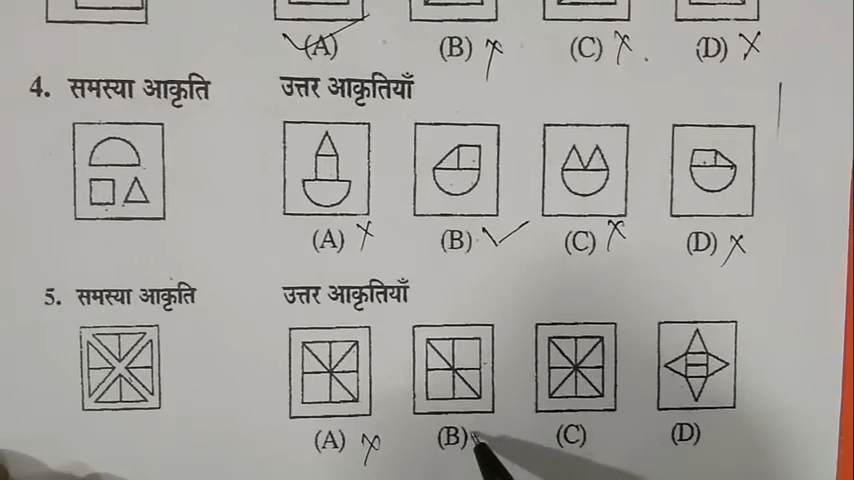 (A) (B) (C) (D)
4. समस्या आकृति उत्तर आकृतियाँ
(A) (B) (C) (D)
5. समस्या आकृति उत्तर आकृतियाँ
(A) (B) (C) (D)